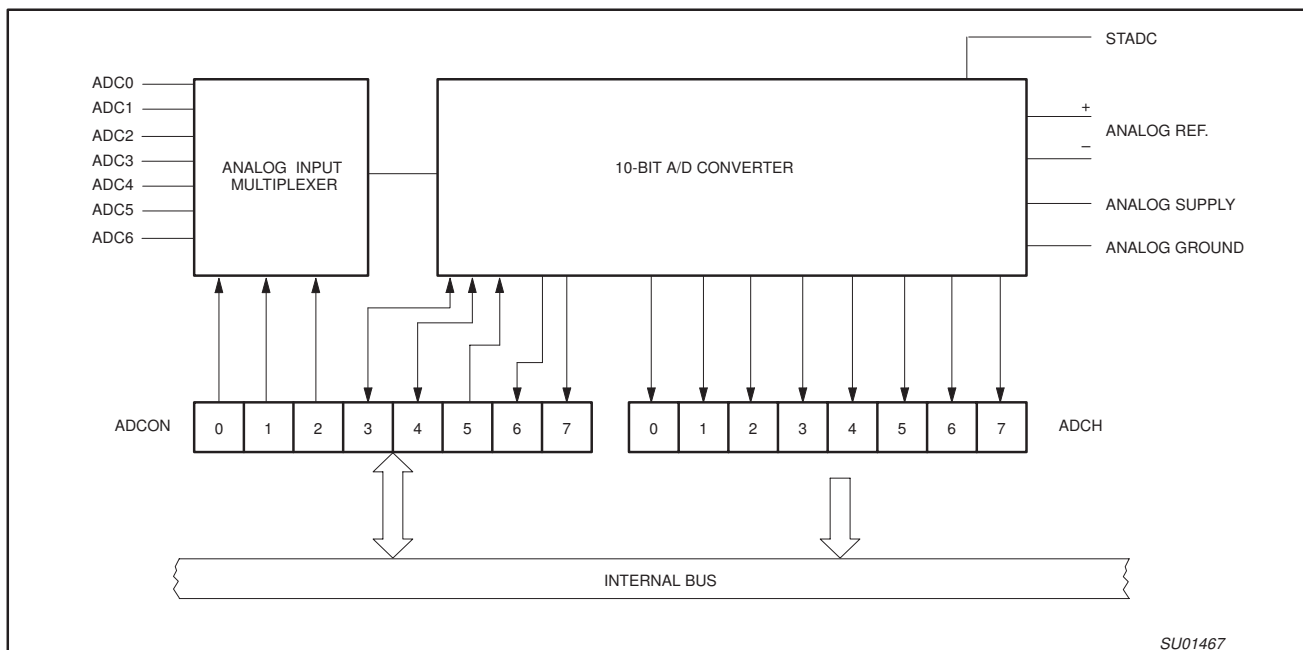 STADC
ADC0
ADC1
ADC2
ADC3
ADC4
ADC5
ADC6
ANALOG INPUT
MULTIPLEXER
10-BIT A/D CONVERTER
+
ANALOG REF.
–
ANALOG SUPPLY
ANALOG GROUND
ADCON 0 1 2 3 4 5 6 7
0 1 2 3 4 5 6 7 ADCH
INTERNAL BUS
SU01467